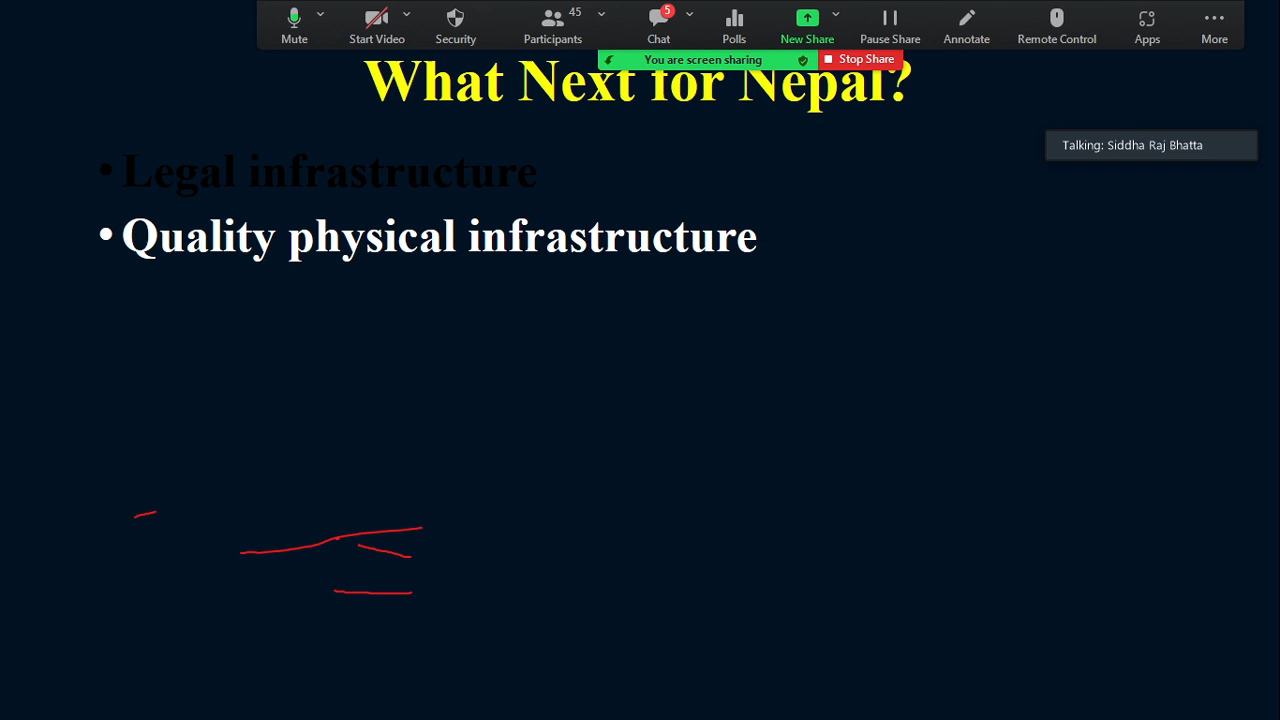 45
5
Mute
Start Video
Security
Participants
Chat
Polls
New Share
Pause Share
Annotate
Remote Control
Apps
More
You are screen sharing
Stop Share
What Next for Nepal?
Talking: Siddha Raj Bhatta
• Legal infrastructure
• Quality physical infrastructure